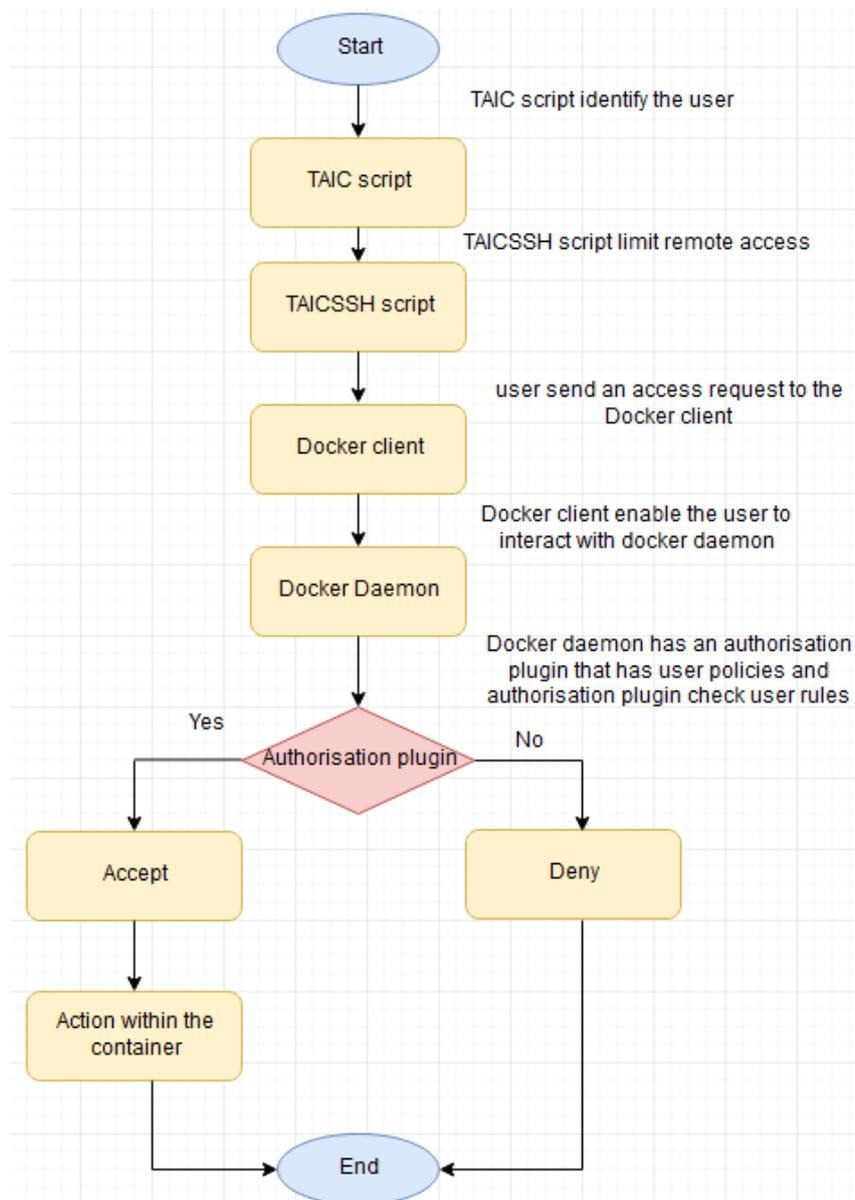 Start
TAIC script identify the user
TAIC script
TAICSSH script limit remote access
TAICSSH script
user send an access request to the
Docker client
Docker client
Docker client enable the user to
interact with docker daemon
Docker Daemon
Docker daemon has an authorisation
plugin that has user policies and
authorisation plugin check user rules
Yes
No
Authorisation plugin
Accept
Deny
Action within the
container
End